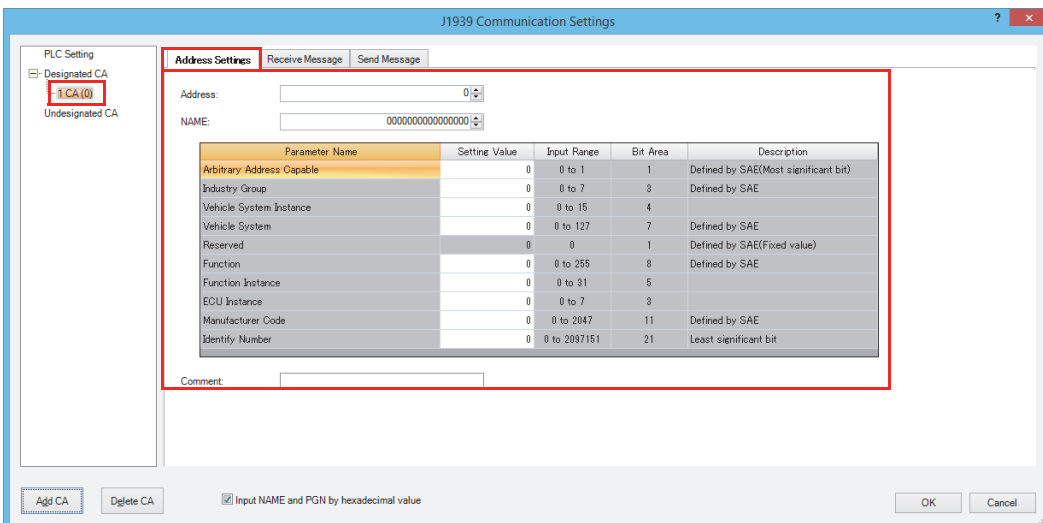 J1939 Communication Settings
?
PLC Setting
Designated CA
1 CA (0)
Undesignated CA
Address Settings Receive Message Send Message
Address: 0
NAME: 0000000000000000
Parameter Name Setting Value Input Range Bit Area Description
Arbitrary Address Capable 0 0 to 1 1 Defined by SAE(Most significant bit)
Industry Group 0 0 to 7 3 Defined by SAE
Vehicle System Instance 0 0 to 15 4
Vehicle System 0 0 to 127 7 Defined by SAE
Reserved 0 0 1 Defined by SAE(Fixed value)
Function 0 0 to 255 8 Defined by SAE
Function Instance 0 0 to 31 5
ECU Instance 0 0 to 7 3
Manufacturer Code 0 0 to 2047 11 Defined by SAE
Identify Number 0 0 to 2097151 21 Least significant bit
Comment:
Add CA Delete CA Input NAME and PGN by hexadecimal value OK Cancel